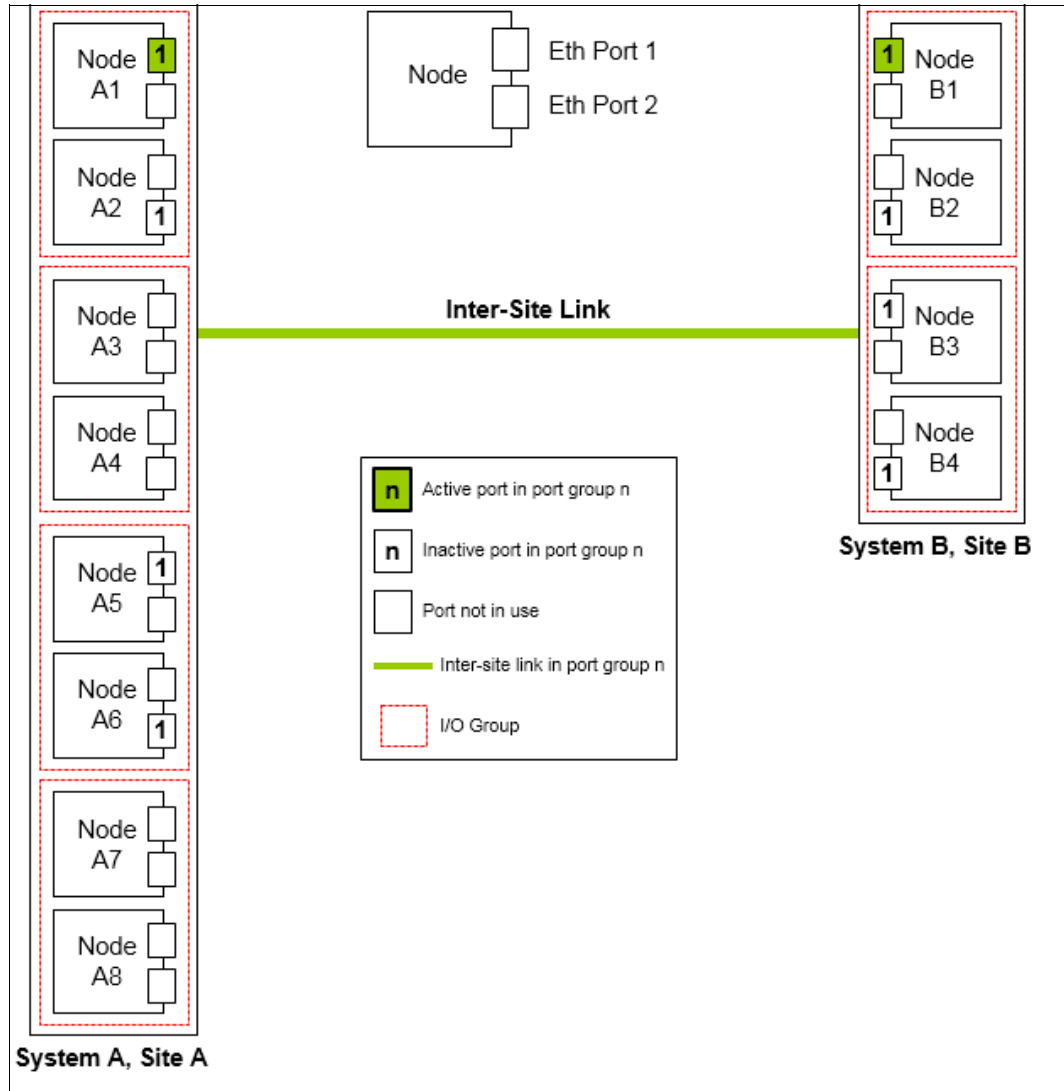 Node
A1
1
Node
A2
1
Node
A3
Node
A4
Node
A5
1
Node
A6
1
Node
A7
Node
A8
System A, Site A
Node
Eth Port 1
Eth Port 2
Inter-Site Link
n Active port in port group n
n Inactive port in port group n
Port not in use
Inter-site link in port group n
I/O Group
1
Node
B1
1
Node
B2
1
Node
B3
1
Node
B4
System B, Site B